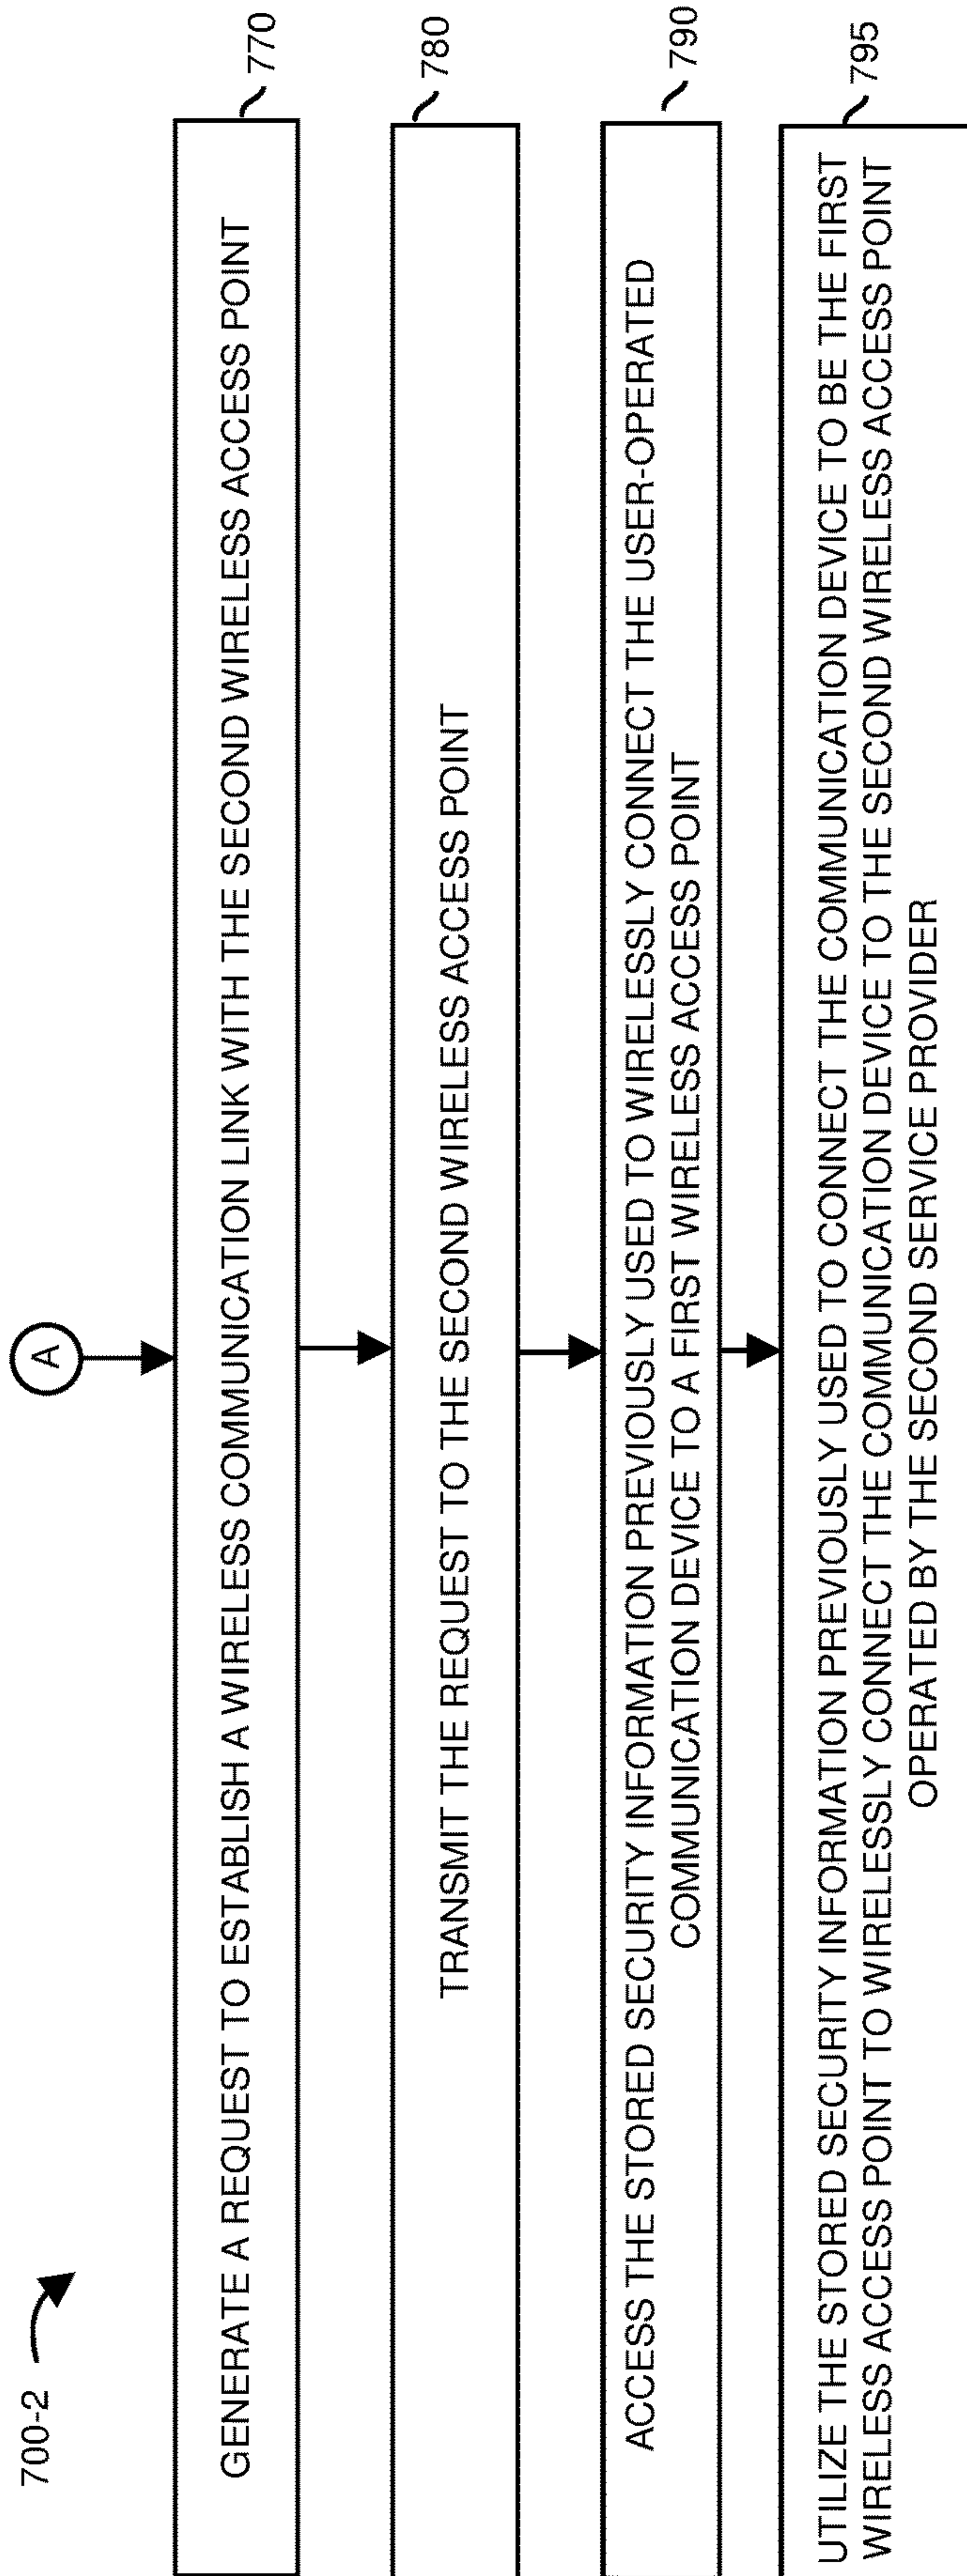 700-2
A
GENERATE A REQUEST TO ESTABLISH A WIRELESS COMMUNICATION LINK WITH THE SECOND WIRELESS ACCESS POINT
770
TRANSMIT THE REQUEST TO THE SECOND WIRELESS ACCESS POINT
780
ACCESS THE STORED SECURITY INFORMATION PREVIOUSLY USED TO WIRELESSLY CONNECT THE USER-OPERATED
COMMUNICATION DEVICE TO A FIRST WIRELESS ACCESS POINT
790
UTILIZE THE STORED SECURITY INFORMATION PREVIOUSLY USED TO CONNECT THE COMMUNICATION DEVICE TO BE THE FIRST
WIRELESS ACCESS POINT TO WIRELESSLY CONNECT THE COMMUNICATION DEVICE TO THE SECOND WIRELESS ACCESS POINT
OPERATED BY THE SECOND SERVICE PROVIDER
795